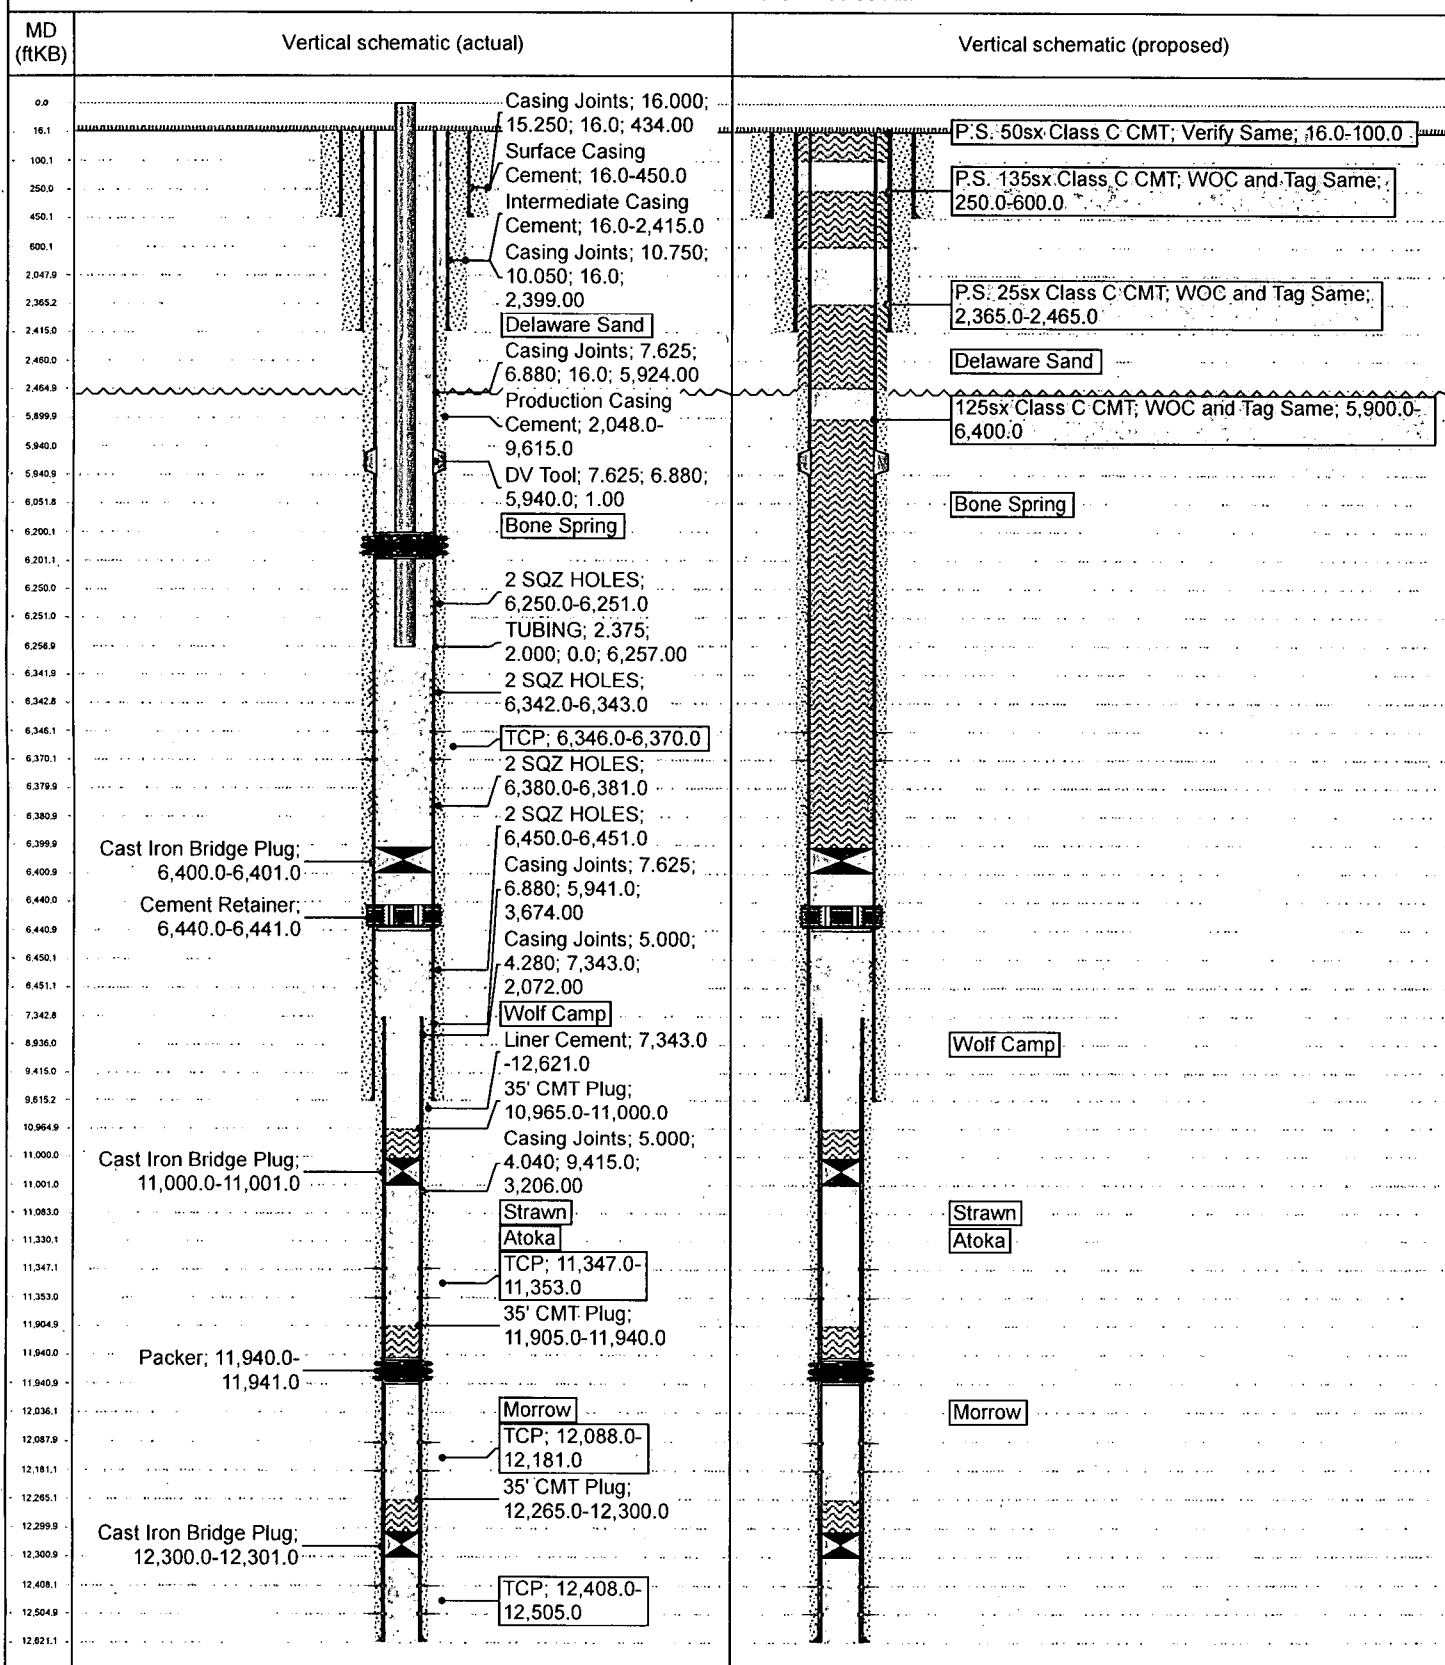 MD
(ftKB)
Vertical schematic (actual)
Vertical schematic (proposed)
0.0
16.1
100.1
250.0
450.1
600.1
2,047.9
2,365.2
2,415.0
2,460.0
2,464.9
5,899.9
5,940.0
5,940.9
6,051.8
6,200.1
6,201.1
6,250.0
6,251.0
6,256.9
6,341.9
6,342.8
6,346.1
6,370.1
6,379.9
6,380.9
6,399.9
6,400.9
6,440.0
6,440.9
6,450.1
6,451.1
7,342.8
8,936.0
9,415.0
9,615.2
10,964.9
11,000.0
11,001.0
11,083.0
11,330.1
11,347.1
11,353.0
11,904.9
11,940.0
11,940.9
12,036.1
12,087.9
12,181.1
12,265.1
12,299.9
12,300.9
12,408.1
12,504.9
12,621.1
Cast Iron Bridge Plug;
6,400.0-6,401.0
Cement Retainer;
6,440.0-6,441.0
Cast Iron Bridge Plug;
11,000.0-11,001.0
Packer; 11,940.0-
11,941.0
Cast Iron Bridge Plug;
12,300.0-12,301.0
Casing Joints; 16.000;
15.250; 16.0; 434.00
Surface Casing
Cement; 16.0-450.0
Intermediate Casing
Cement; 16.0-2,415.0
Casing Joints; 10.750;
10.050; 16.0;
2,399.00
Delaware Sand
Casing Joints; 7.625;
6.880; 16.0; 5,924.00
Production Casing
Cement; 2,048.0-
9,615.0
DV Tool; 7.625; 6.880;
5,940.0; 1.00
Bone Spring
2 SQZ HOLES;
6,250.0-6,251.0
TUBING; 2.375;
2.000; 0.0; 6,257.00
2 SQZ HOLES;
6,342.0-6,343.0
TCP; 6,346.0-6,370.0
2 SQZ HOLES;
6,380.0-6,381.0
2 SQZ HOLES;
6,450.0-6,451.0
Casing Joints; 7.625;
6.880; 5,941.0;
3,674.00
Casing Joints; 5.000;
4.280; 7,343.0;
2,072.00
Wolf Camp
Liner Cement; 7,343.0
-12,621.0
35' CMT Plug;
10,965.0-11,000.0
Casing Joints; 5.000;
4.040; 9,415.0;
3,206.00
Strawn
Atoka
TCP; 11,347.0-
11,353.0
35' CMT Plug;
11,905.0-11,940.0
Morrow
TCP; 12,088.0-
12,181.0
35' CMT Plug;
12,265.0-12,300.0
TCP; 12,408.0-
12,505.0
P.S. 50sx Class C CMT; Verify Same; 16.0-100.0
P.S. 135sx Class C CMT; WOC and Tag Same;
250.0-600.0
P.S. 25sx Class C CMT; WOC and Tag Same;
2,365.0-2,465.0
Delaware Sand
125sx Class C CMT; WOC and Tag Same; 5,900.0-
6,400.0
Bone Spring
Wolf Camp
Strawn
Atoka
Morrow